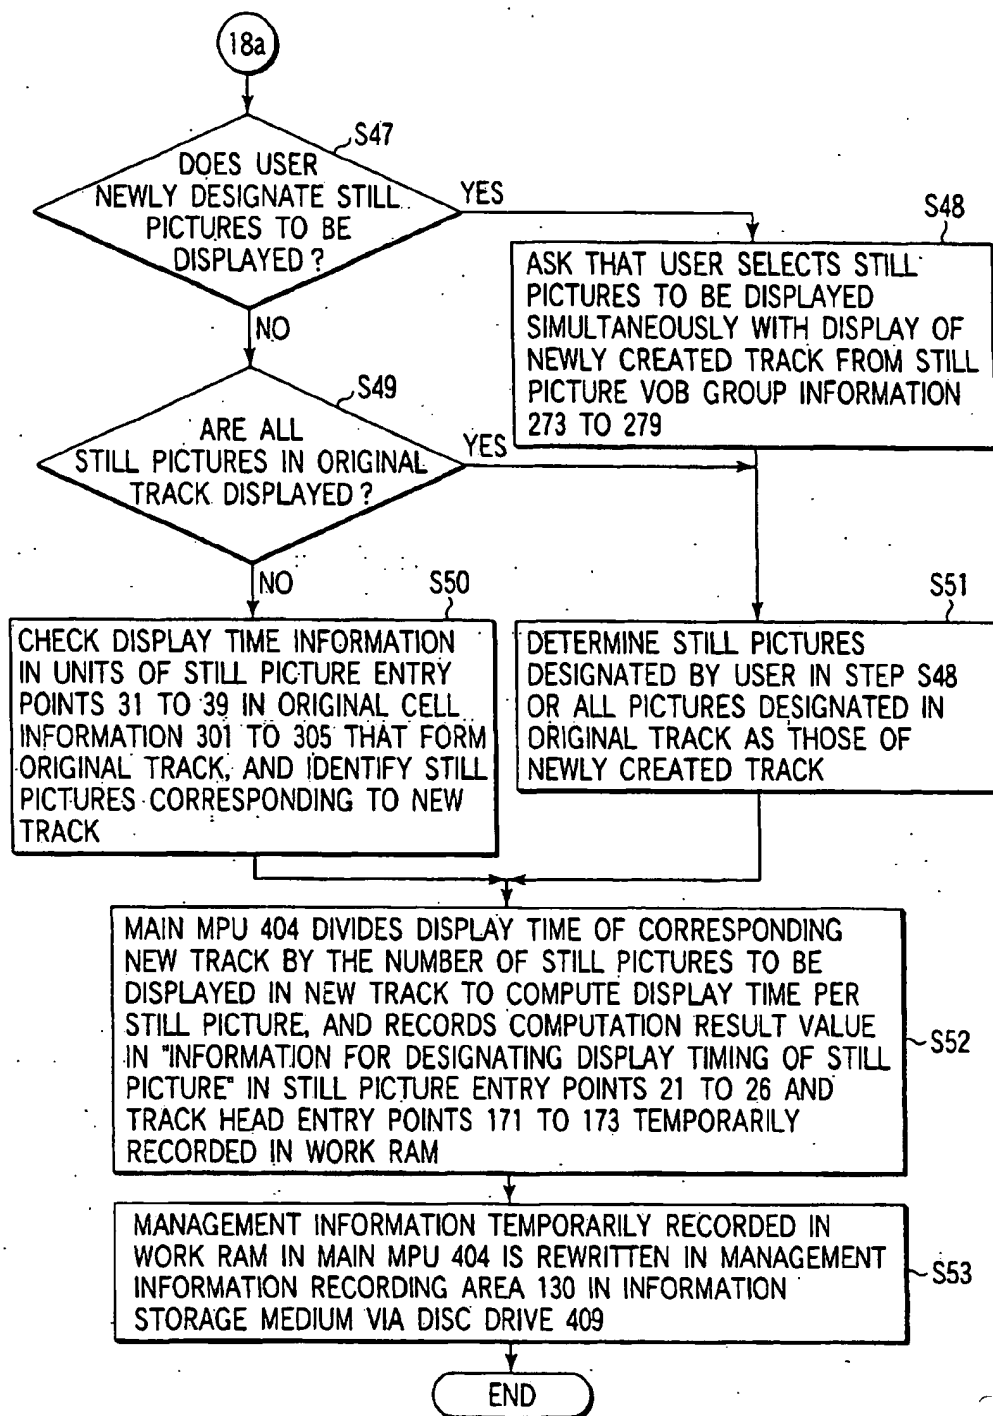 18a
S47
DOES USER
NEWLY DESIGNATE STILL
PICTURES TO BE
DISPLAYED?
YES
S48
ASK THAT USER SELECTS STILL
PICTURES TO BE DISPLAYED
SIMULTANEOUSLY WITH DISPLAY OF
NEWLY CREATED TRACK FROM STILL
PICTURE VOB GROUP INFORMATION
273 TO 279
NO
S49
ARE ALL
STILL PICTURES IN ORIGINAL
TRACK DISPLAYED?
YES
NO
S50
CHECK DISPLAY TIME INFORMATION
IN UNITS OF STILL PICTURE ENTRY
POINTS 31 TO 39 IN ORIGINAL CELL
INFORMATION 301 TO 305 THAT FORM
ORIGINAL TRACK, AND IDENTIFY STILL
PICTURES CORRESPONDING TO NEW
TRACK
S51
DETERMINE STILL PICTURES
DESIGNATED BY USER IN STEP S48
OR ALL PICTURES DESIGNATED IN
ORIGINAL TRACK AS THOSE OF
NEWLY CREATED TRACK
MAIN MPU 404 DIVIDES DISPLAY TIME OF CORRESPONDING
NEW TRACK BY THE NUMBER OF STILL PICTURES TO BE
DISPLAYED IN NEW TRACK TO COMPUTE DISPLAY TIME PER
STILL PICTURE, AND RECORDS COMPUTATION RESULT VALUE
IN "INFORMATION FOR DESIGNATING DISPLAY TIMING OF STILL
PICTURE" IN STILL PICTURE ENTRY POINTS 21 TO 26 AND
TRACK HEAD ENTRY POINTS 171 TO 173 TEMPORARILY
RECORDED IN WORK RAM
S52
MANAGEMENT INFORMATION TEMPORARILY RECORDED IN
WORK RAM IN MAIN MPU 404 IS REWRITTEN IN MANAGEMENT
INFORMATION RECORDING AREA 130 IN INFORMATION
STORAGE MEDIUM VIA DISC DRIVE 409
S53
END